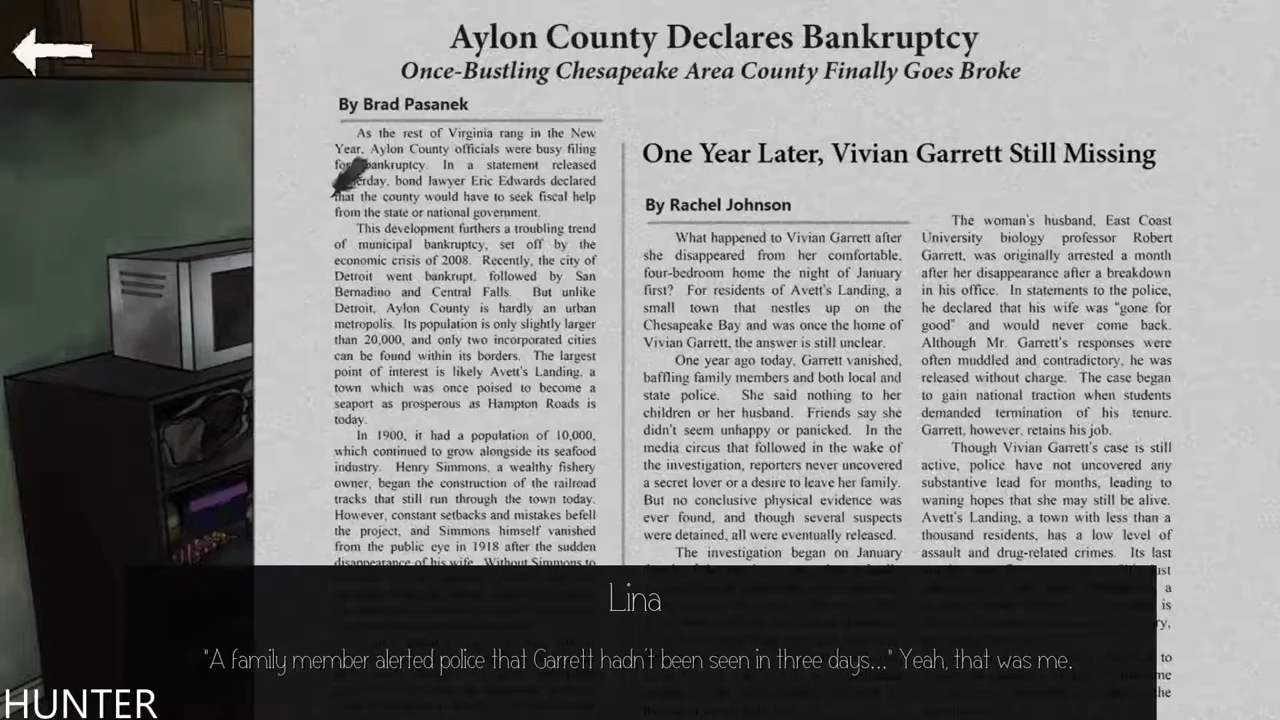 Aylon County Declares Bankruptcy
Once-Bustling Chesapeake Area County Finally Goes Broke
By Brad Pasanek
As the rest of Virginia rang in the New
Year, Aylon County officials were busy filing
for bankruptcy. In a statement released
bond lawyer Eric Edwards declared
that the county would have to seek fiscal help
from the state or national government.
This development furthers a troubling trend
of municipal bankruptcy, set off by the
economic crisis of 2008. Recently, the city of
Detroit went bankrupt, followed by San
Bernadino and Central Falls. But unlike
Detroit, Aylon County is hardly an urban
metropolis. Its population is only slightly larger
than 20,000, and only two incorporated cities
can be found within its borders. The largest
point of interest is likely Avett's Landing, a
town which was once poised to become a
seaport as prosperous as Hampton Roads is
today.
In 1900, it had a population of 10,000,
which continued to grow alongside its seafood
industry. Henry Simmons, a wealthy fishery
owner, began the construction of the railroad
tracks that still run through the town today.
However, constant setbacks and mistakes befell
the project, and Simmons himself vanished
from the public eye in 1918 after the sudden
disappearance of his wife. Without Simmons to
One Year Later, Vivian Garrett Still Missing
By Rachel Johnson
What happened to Vivian Garrett after
she disappeared from her comfortable,
four-bedroom home the night of January
first? For residents of Avett's Landing, a
small town that nestles up on the
Chesapeake Bay and was once the home of
Vivian Garrett, the answer is still unclear.
One year ago today, Garrett vanished,
baffling family members and both local and
state police. She said nothing to her
children or her husband. Friends say she
didn't seem unhappy or panicked. In the
media circus that followed in the wake of
the investigation, reporters never uncovered
a secret lover or a desire to leave her family.
But no conclusive physical evidence was
ever found, and though several suspects
were detained, all were eventually released.
The investigation began on January
The woman's husband, East Coast
University biology professor Robert
Garrett, was originally arrested a month
after her disappearance after a breakdown
in his office. In statements to the police,
he declared that his wife was "gone for
good" and would never come back.
Although Mr. Garrett's responses were
often muddled and contradictory, he was
released without charge. The case began
to gain national traction when students
demanded termination of his tenure.
Garrett, however, retains his job.
Though Vivian Garrett's case is still
active, police have not uncovered any
substantive lead for months, leading to
waning hopes that she may still be alive.
Avett's Landing, a town with less than a
thousand residents, has a low level of
assault and drug-related crimes. Its last
Lina
"A family member alerted police that Garrett hadn't been seen in three days..." Yeah, that was me.
HUNTER